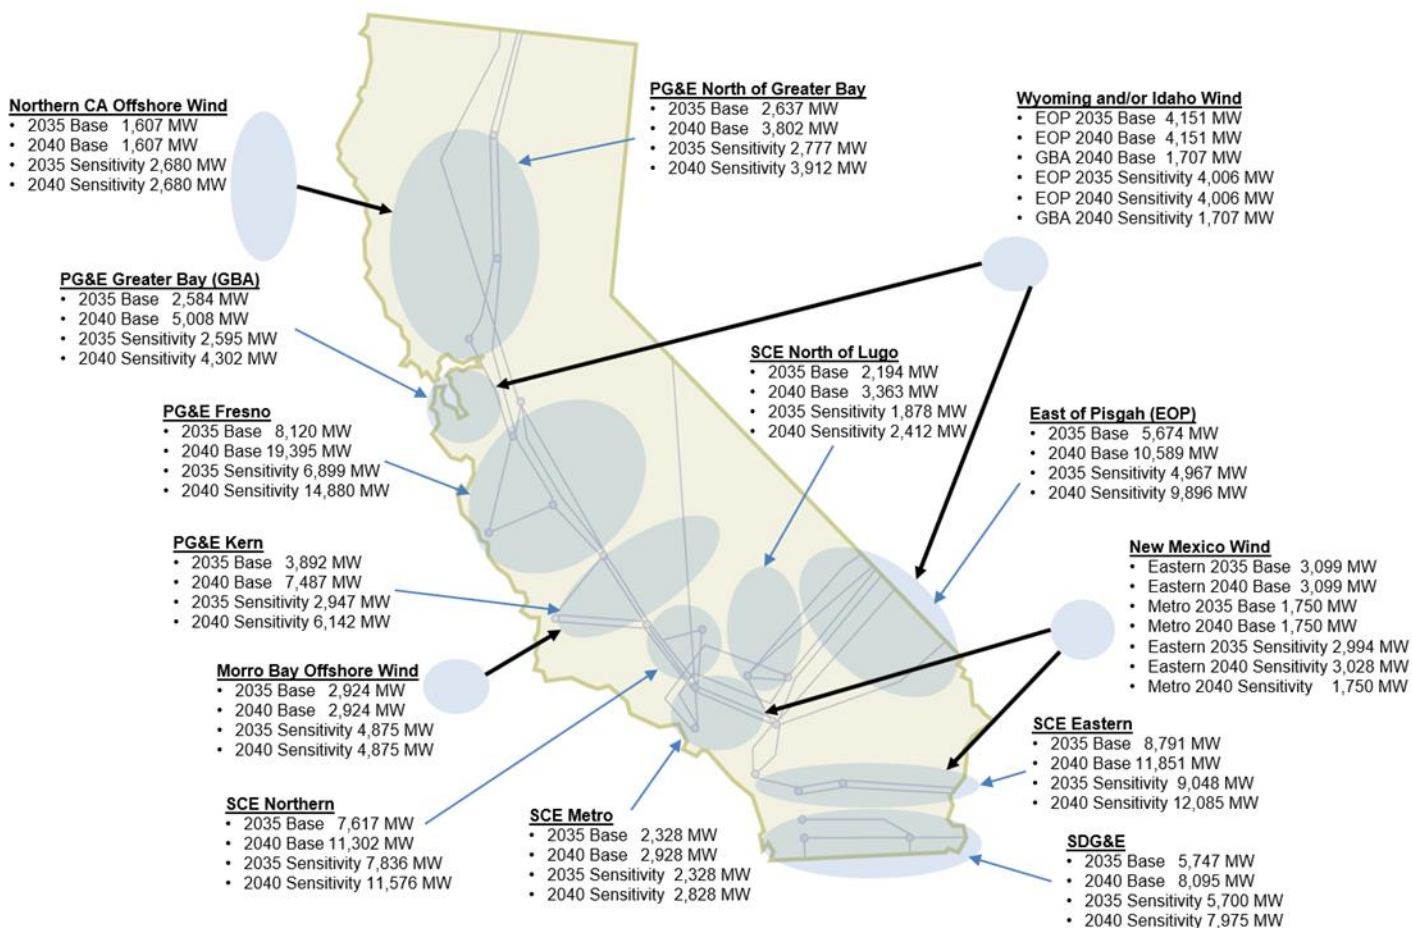 Northern CA Offshore Wind
• 2035 Base 1,607 MW
• 2040 Base 1,607 MW
• 2035 Sensitivity 2,680 MW
• 2040 Sensitivity 2,680 MW
PG&E North of Greater Bay
• 2035 Base 2,637 MW
• 2040 Base 3,802 MW
• 2035 Sensitivity 2,777 MW
• 2040 Sensitivity 3,912 MW
Wyoming and/or Idaho Wind
• EOP 2035 Base 4,151 MW
• EOP 2040 Base 4,151 MW
• GBA 2040 Base 1,707 MW
• EOP 2035 Sensitivity 4,006 MW
• EOP 2040 Sensitivity 4,006 MW
• GBA 2040 Sensitivity 1,707 MW
PG&E Greater Bay (GBA)
• 2035 Base 2,584 MW
• 2040 Base 5,008 MW
• 2035 Sensitivity 2,595 MW
• 2040 Sensitivity 4,302 MW
SCE North of Lugo
• 2035 Base 2,194 MW
• 2040 Base 3,363 MW
• 2035 Sensitivity 1,878 MW
• 2040 Sensitivity 2,412 MW
PG&E Fresno
• 2035 Base 8,120 MW
• 2040 Base 19,395 MW
• 2035 Sensitivity 6,899 MW
• 2040 Sensitivity 14,880 MW
East of Pisgah (EOP)
• 2035 Base 5,674 MW
• 2040 Base 10,589 MW
• 2035 Sensitivity 4,967 MW
• 2040 Sensitivity 9,896 MW
PG&E Kern
• 2035 Base 3,892 MW
• 2040 Base 7,487 MW
• 2035 Sensitivity 2,947 MW
• 2040 Sensitivity 6,142 MW
New Mexico Wind
• Eastern 2035 Base 3,099 MW
• Eastern 2040 Base 3,099 MW
• Metro 2035 Base 1,750 MW
• Metro 2040 Base 1,750 MW
• Eastern 2035 Sensitivity 2,994 MW
• Eastern 2040 Sensitivity 3,028 MW
• Metro 2040 Sensitivity 1,750 MW
Morro Bay Offshore Wind
• 2035 Base 2,924 MW
• 2040 Base 2,924 MW
• 2035 Sensitivity 4,875 MW
• 2040 Sensitivity 4,875 MW
SCE Eastern
• 2035 Base 8,791 MW
• 2040 Base 11,851 MW
• 2035 Sensitivity 9,048 MW
• 2040 Sensitivity 12,085 MW
SCE Northern
• 2035 Base 7,617 MW
• 2040 Base 11,302 MW
• 2035 Sensitivity 7,836 MW
• 2040 Sensitivity 11,576 MW
SCE Metro
• 2035 Base 2,328 MW
• 2040 Base 2,928 MW
• 2035 Sensitivity 2,328 MW
• 2040 Sensitivity 2,828 MW
SDG&E
• 2035 Base 5,747 MW
• 2040 Base 8,095 MW
• 2035 Sensitivity 5,700 MW
• 2040 Sensitivity 7,975 MW